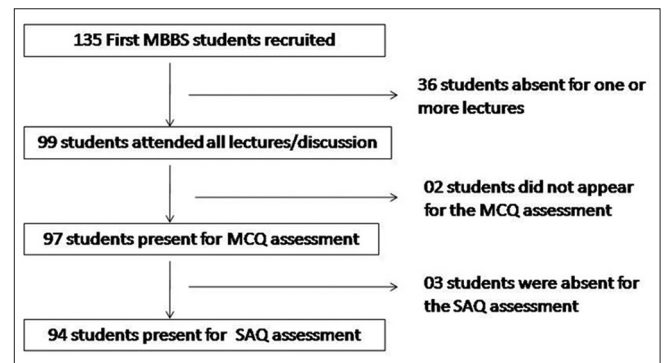 135 First MBBS students recruited
36 students absent for one or
more lectures
99 students attended all lectures/discussion
02 students did not appear
for the MCQ assessment
97 students present for MCQ assessment
03 students were absent for
the SAQ assessment
94 students present for SAQ assessment